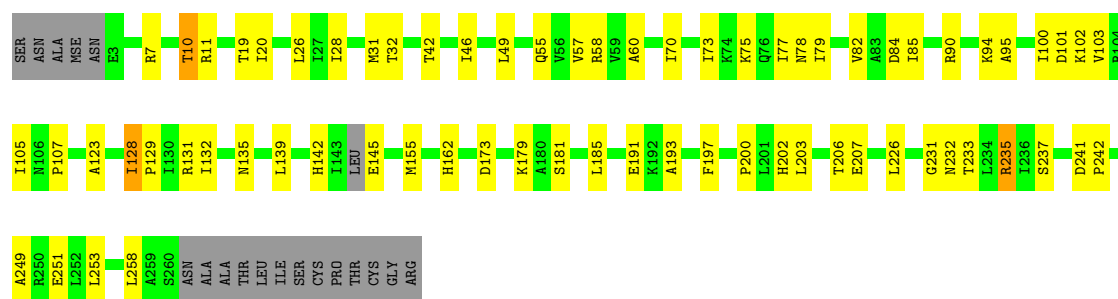 SER ASN ALA MSE ASN E3 R7 T10 R11 T19 I20 L26 I27 I28 M31 T32 T42 I46 L49 Q55 V56 V57 R58 V59 A60 I70 I73 K74 K75 Q76 I77 N78 I79 V82 A83 D84 I85 R90 K94 A95 I100 D101 K102 V103 R104
I105 N106 P107 A123 I128 P129 I130 R131 I132 N135 L139 H142 I143 LEU E145 M155 H162 D173 K179 A180 S181 L185 E191 K192 A193 F197 P200 L201 H202 L203 T206 E207 L226 G231 N232 T233 L234 R235 I236 S237 D241 P242
A249 R250 E251 L252 L253 L258 A259 S260 ASN ALA ALA THR LEU ILE SER CYS PRO THR CYS GLY ARG